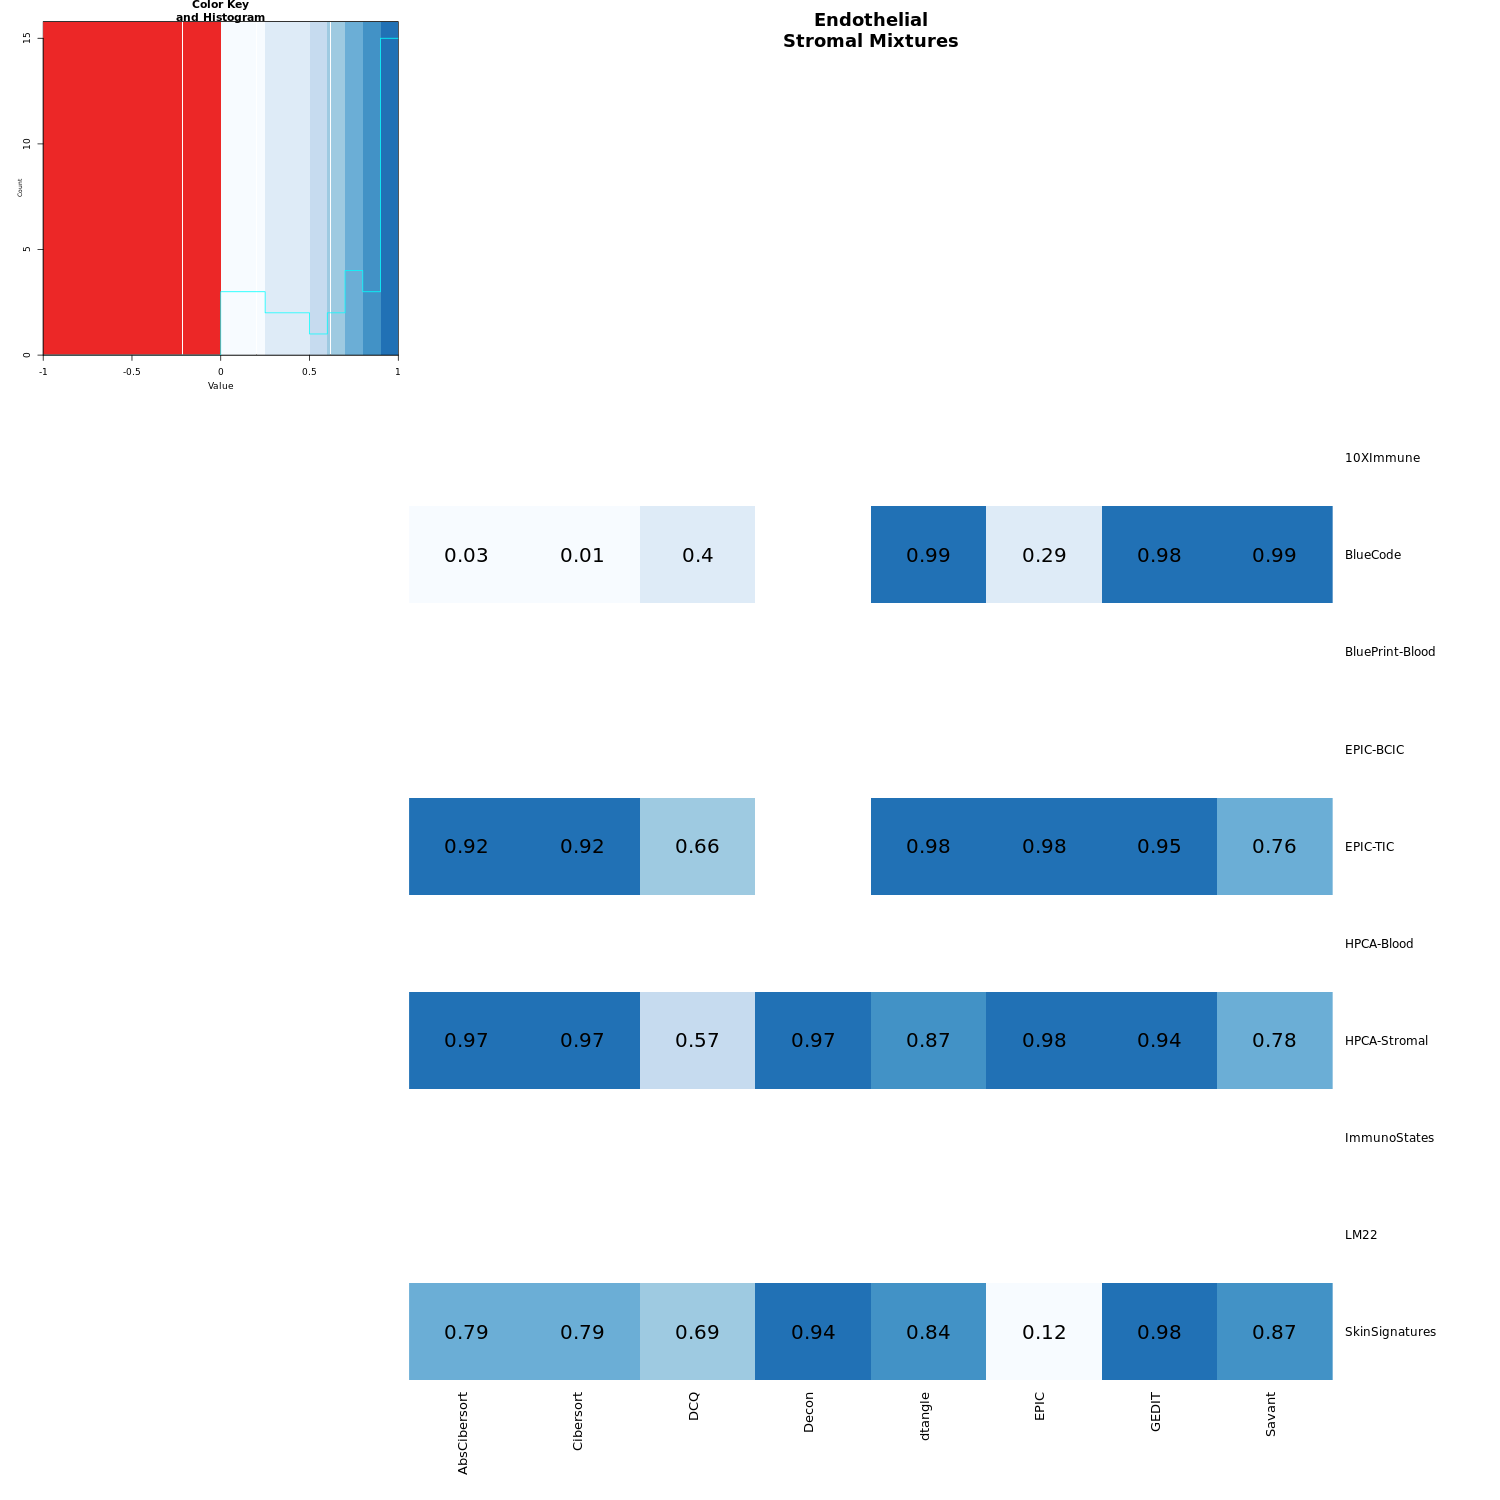 Color Key
and Histogram
Endothelial
Stromal Mixtures
15
10
5
0
Count
-1 -0.5 0 0.5 1
Value
10XImmune
0.03 0.01 0.4 0.99 0.29 0.98 0.99 BlueCode
BluePrint-Blood
EPIC-BCIC
0.92 0.92 0.66 0.98 0.98 0.95 0.76 EPIC-TIC
HPCA-Blood
0.97 0.97 0.57 0.97 0.87 0.98 0.94 0.78 HPCA-Stromal
ImmunoStates
LM22
0.79 0.79 0.69 0.94 0.84 0.12 0.98 0.87 SkinSignatures
AbsCibersort
Cibersort
DCQ
Decon
dtangle
EPIC
GEDIT
Savant